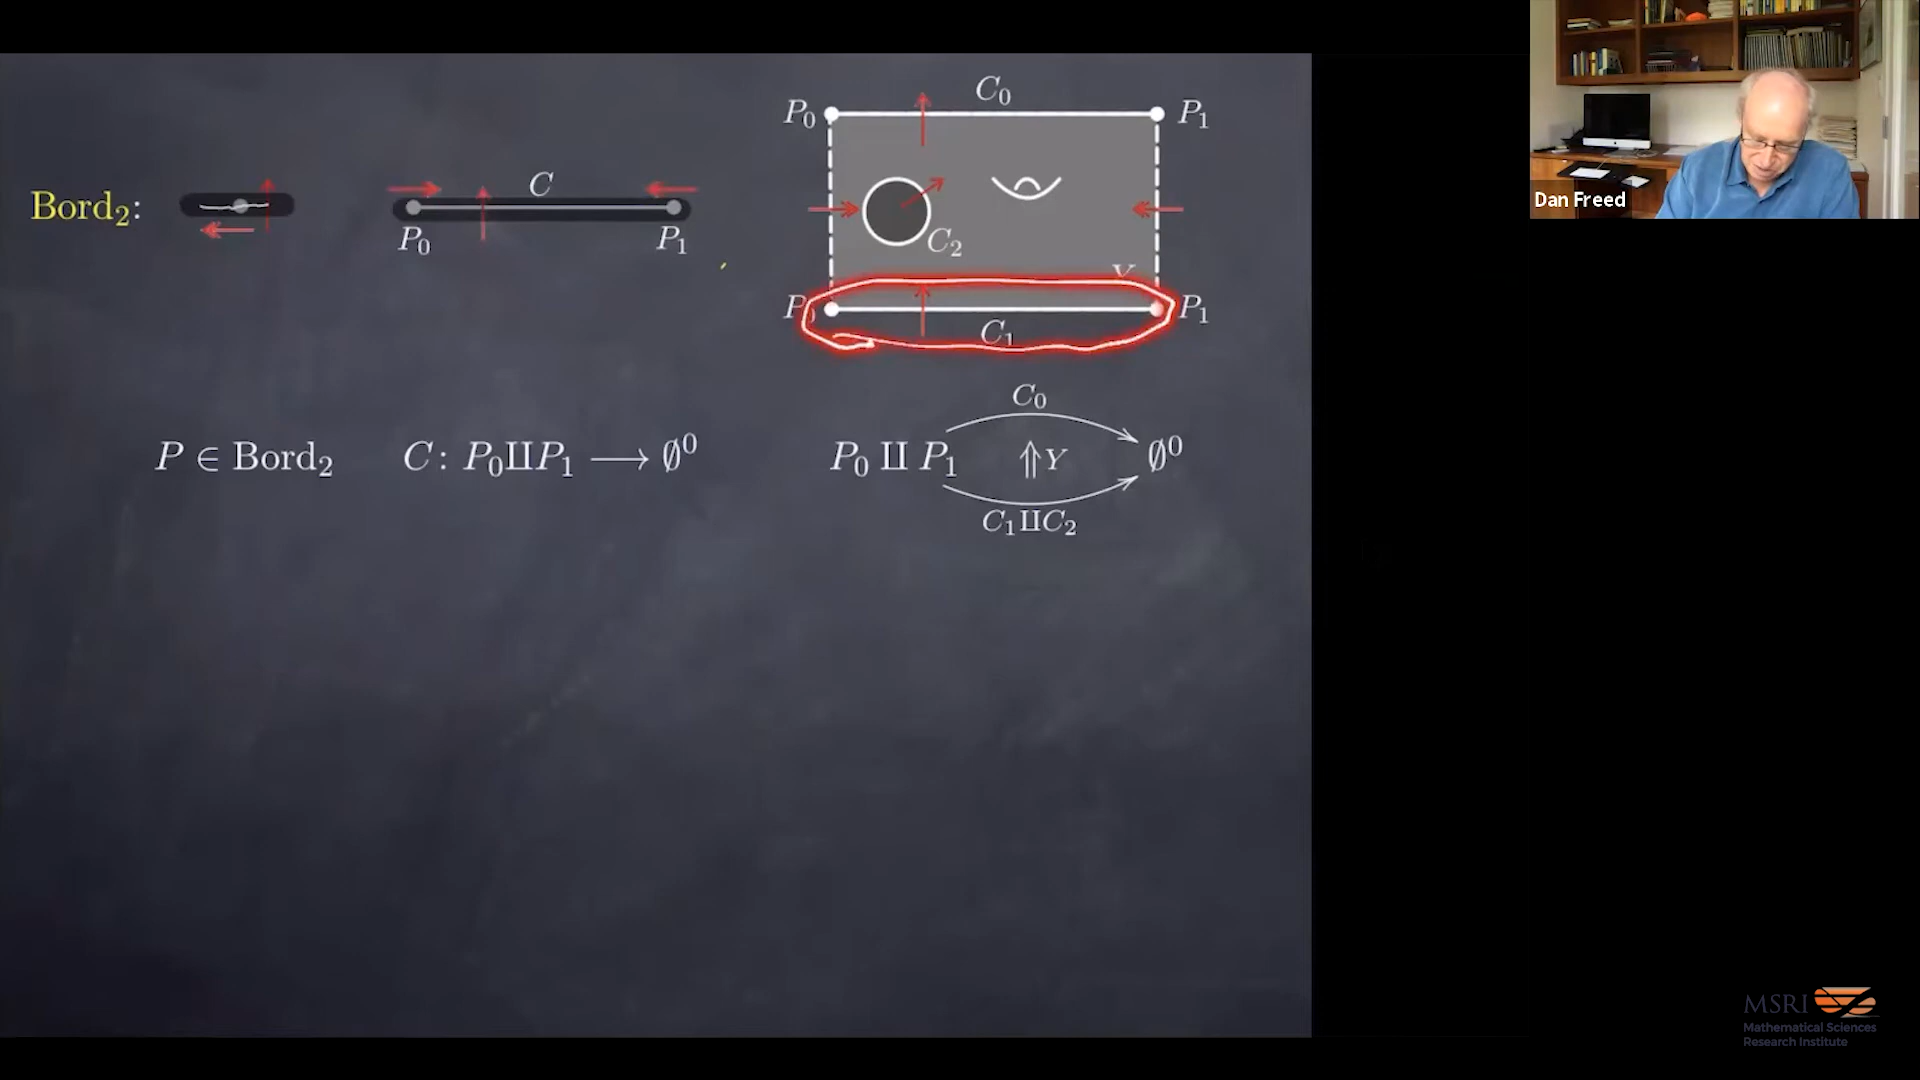 Bord₂:
C
P₀
P₁
P₀
C₀
P₁
C₂
Y
P₀
C₁
P₁
P ∈ Bord₂
C: P₀∐P₁ ⟶ ∅⁰
C₀
P₀ ∐ P₁ ⇑Y ∅⁰
C₁∐C₂
Dan Freed
MSRI
Mathematical Sciences
Research Institute